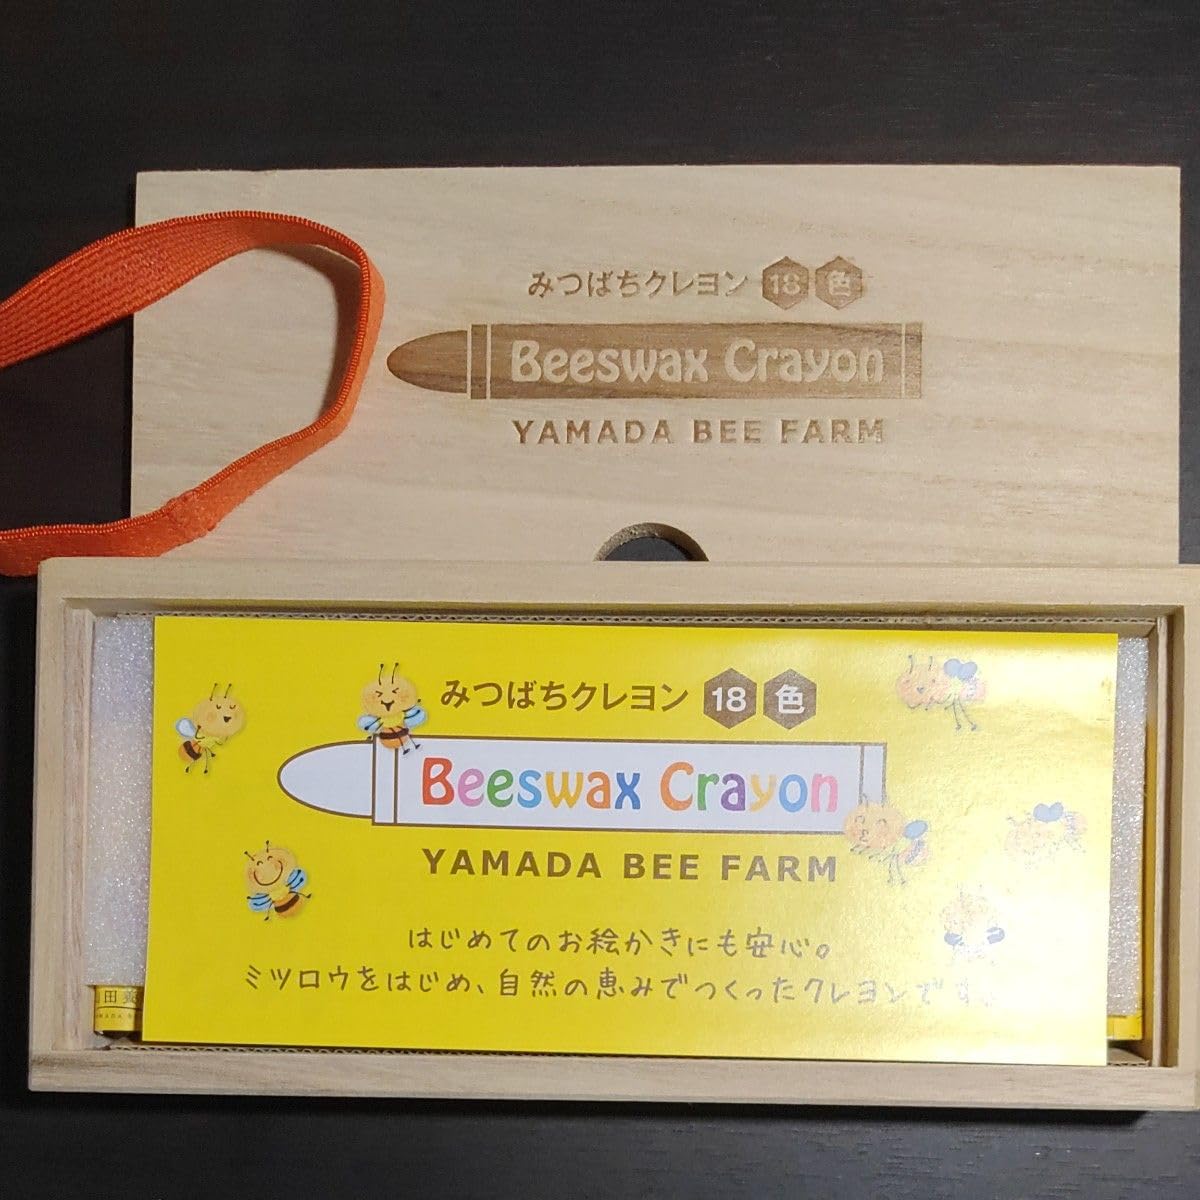 みつばちクレヨン 18 色
Beeswax Crayon
YAMADA BEE FARM
みつばちクレヨン 18 色
Beeswax Crayon
YAMADA BEE FARM
はじめてのお絵かきにも安心。
ミツロウをはじめ、自然の恵みでつくったクレヨンです。
田養